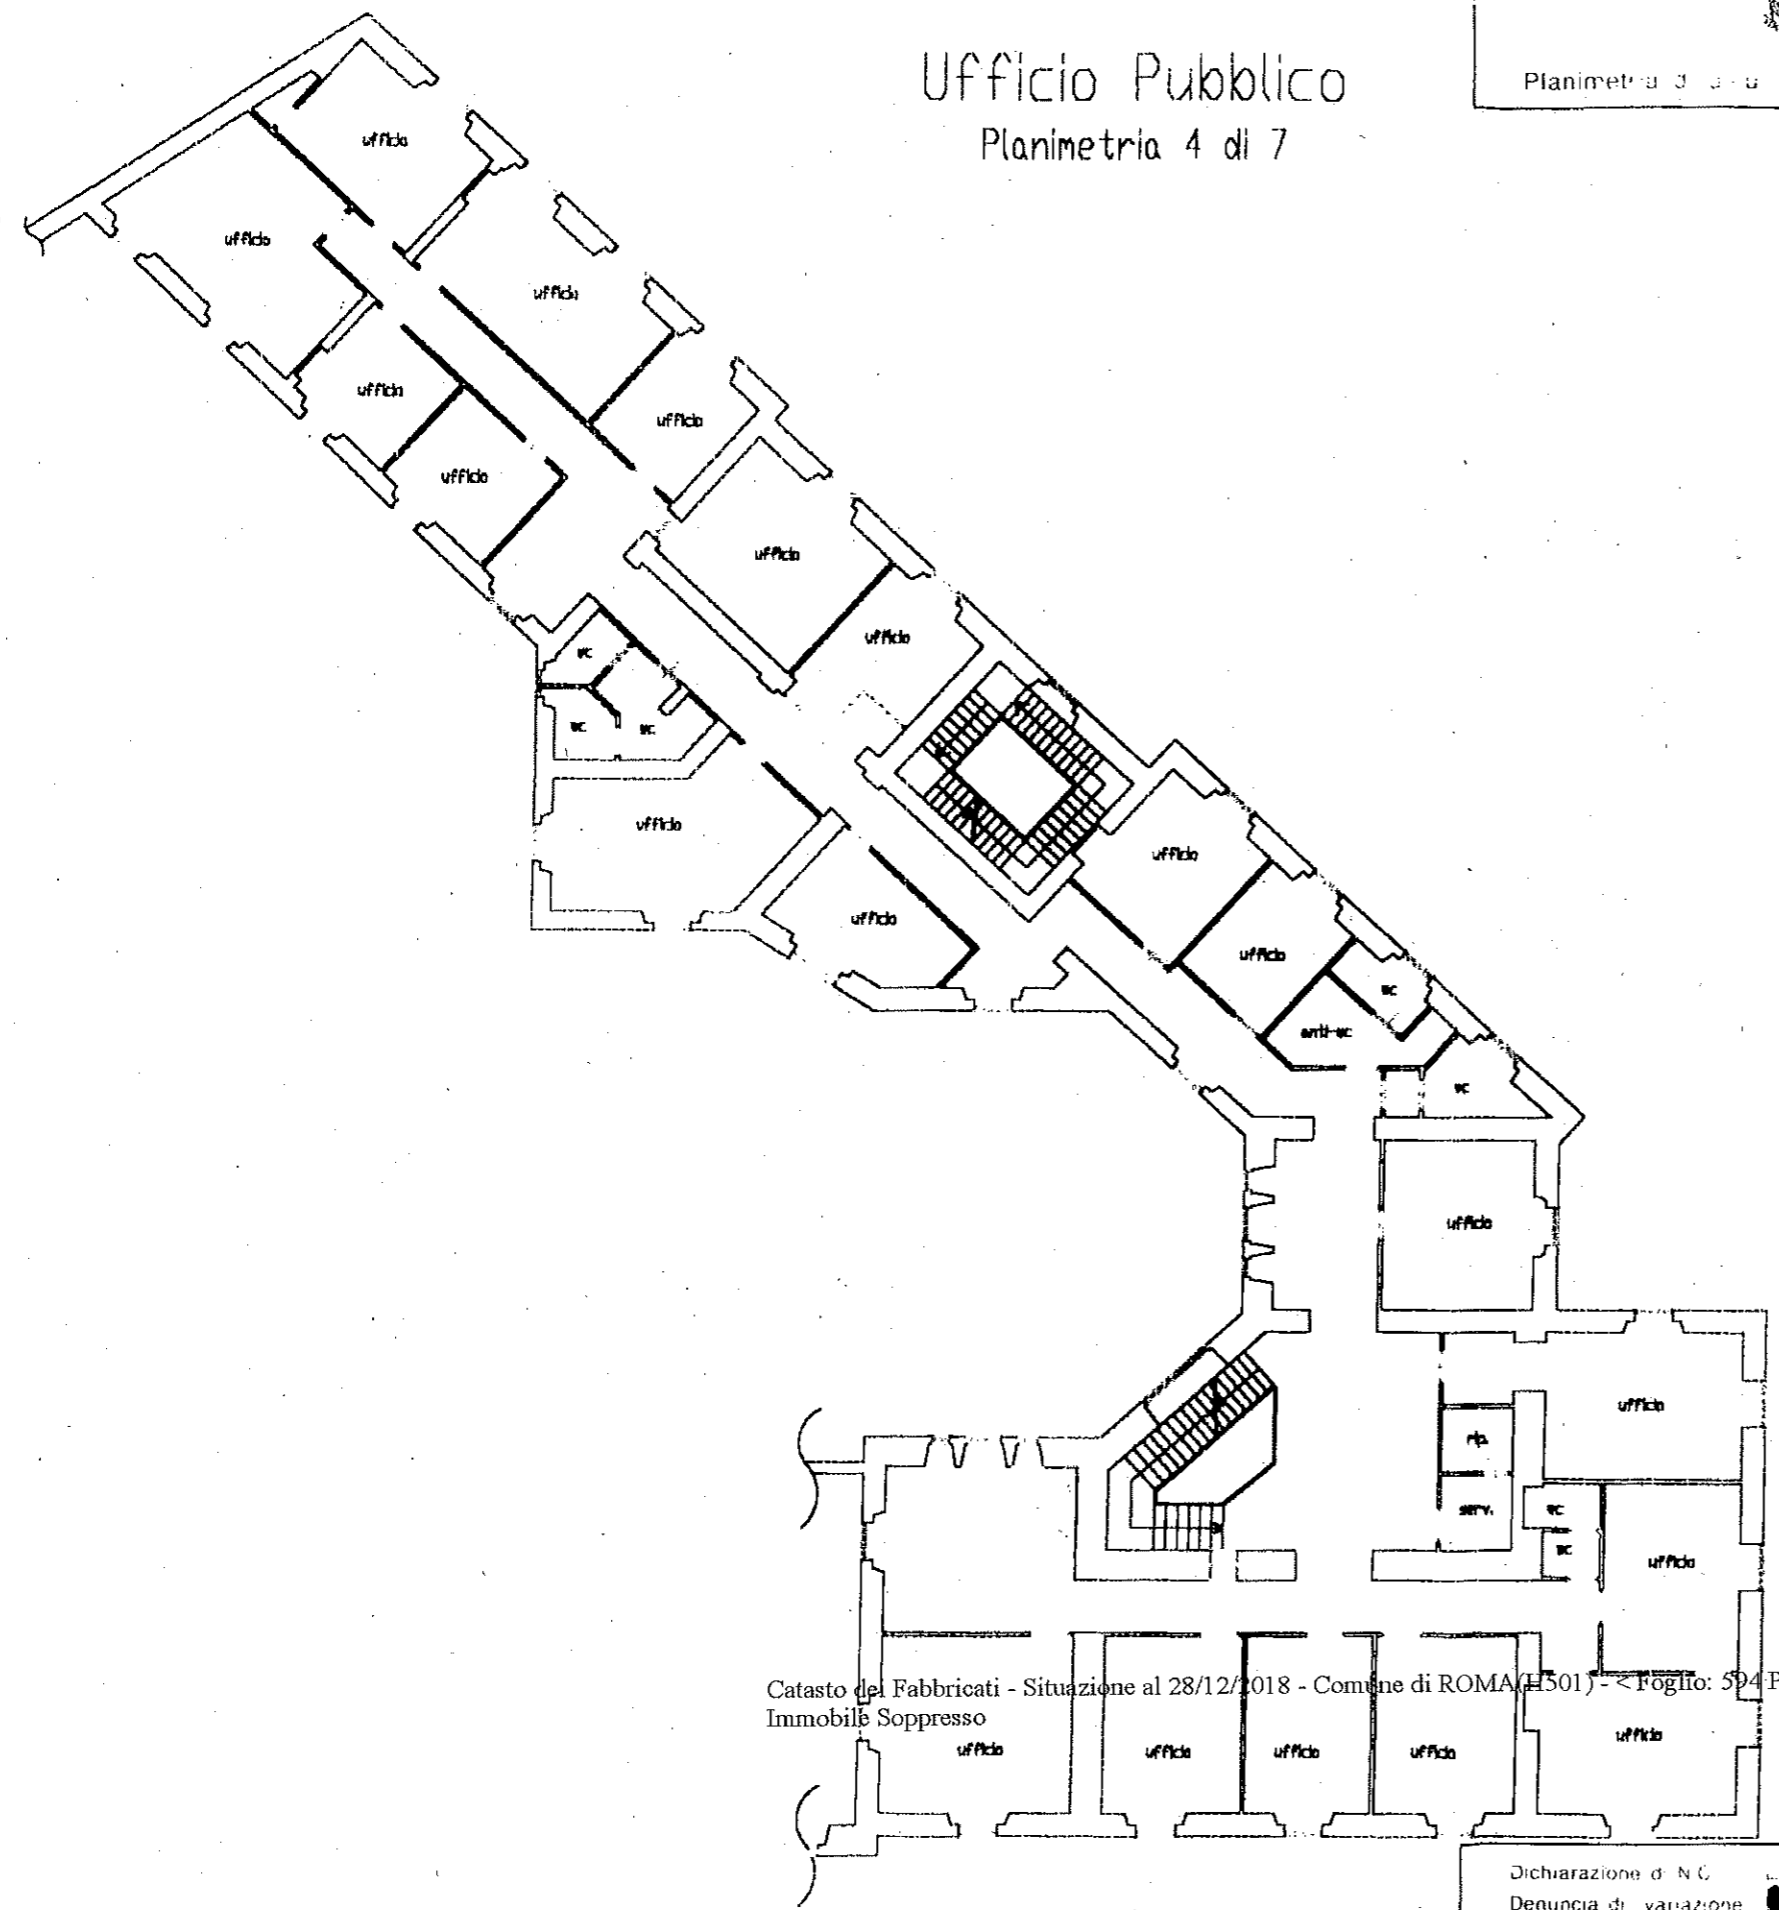 Ufficio Pubblico
Planimetria 4 di 7
ufficio
ufficio
ufficio
ufficio
ufficio
ufficio
ufficio
ufficio
wc
wc
wc
ufficio
ufficio
ufficio
ufficio
wc
anti-wc
wc
ufficio
ufficio
rip.
serv.
wc
wc
ufficio
Catasto dei Fabbricati - Situazione al 28/12/2018 - Comune di ROMA(H501) - < Foglio: 594 P
Immobile Soppresso
ufficio
ufficio
ufficio
ufficio
ufficio
Dichiarazione di N.C.
Denuncia di variazione